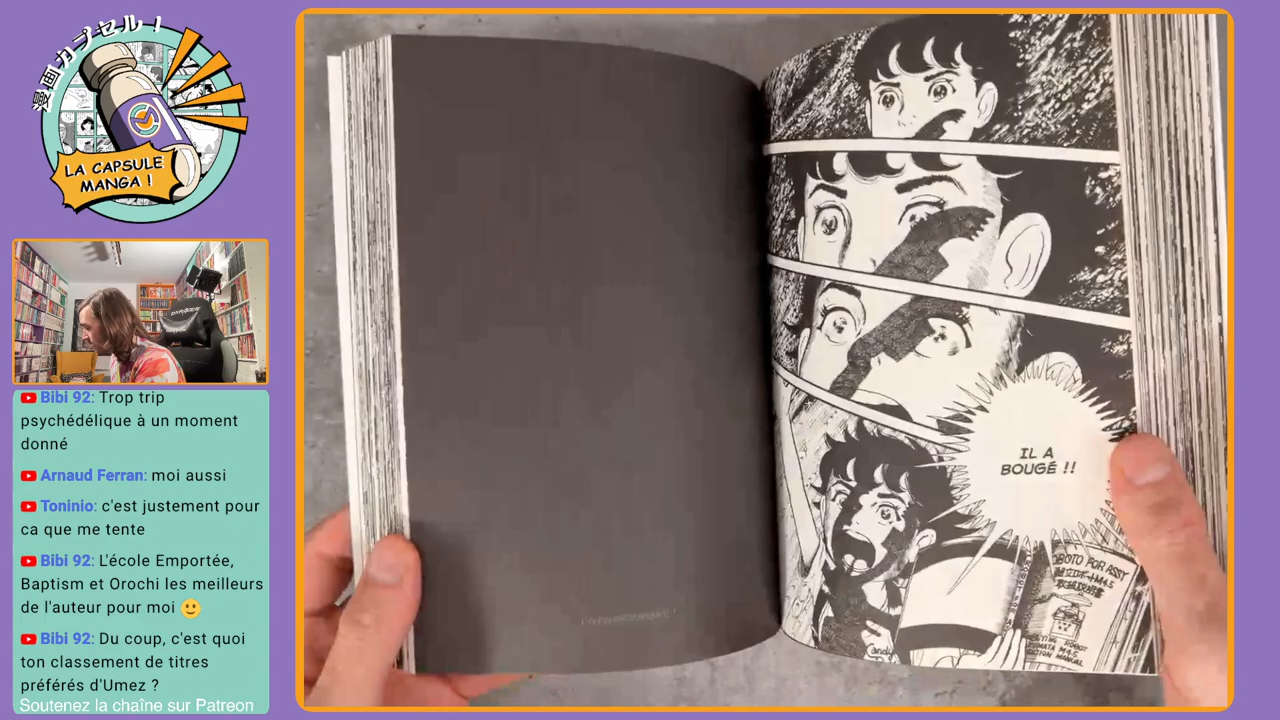 漫画カプセル！
LA CAPSULE
MANGA !
Bibi 92: Trop trip
psychédélique à un moment
donné
Arnaud Ferran: moi aussi
Toninio: c'est justement pour
ca que me tente
Bibi 92: L'école Emportée,
Baptism et Orochi les meilleurs
de l'auteur pour moi 🙂
Bibi 92: Du coup, c'est quoi
ton classement de titres
préférés d'Umez ?
Soutenez la chaîne sur Patreon
IL A
BOUGÉ !!
ROBOTO POR ASSY